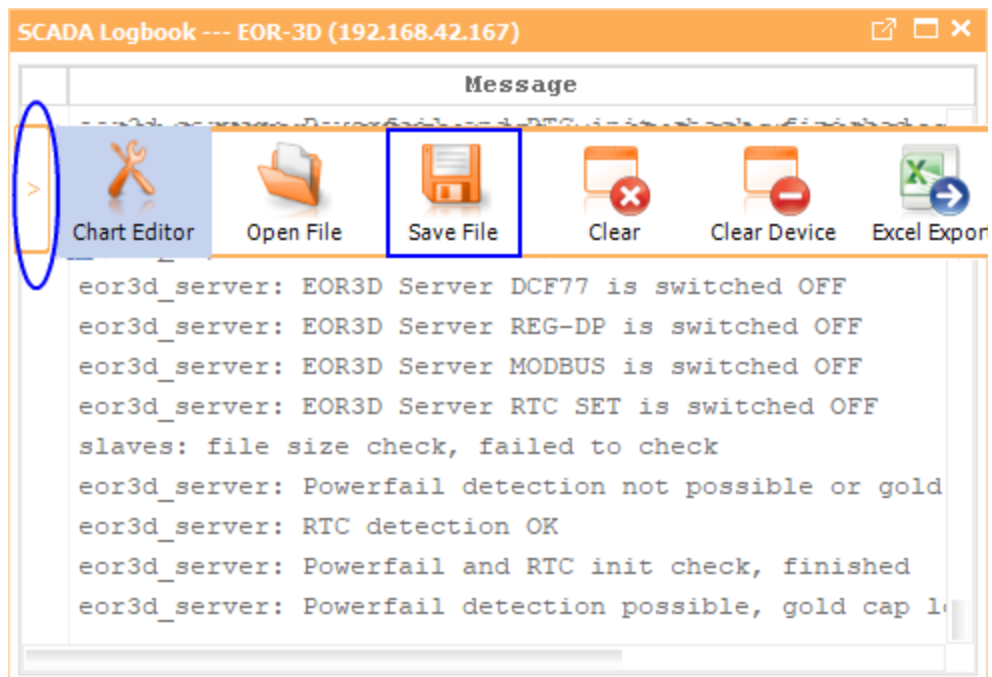 SCADA Logbook --- EOR-3D (192.168.42.167)
Message
>
Chart Editor Open File Save File Clear Clear Device Excel Export
eor3d_server: EOR3D Server DCF77 is switched OFF
eor3d_server: EOR3D Server REG-DP is switched OFF
eor3d_server: EOR3D Server MODBUS is switched OFF
eor3d_server: EOR3D Server RTC SET is switched OFF
slaves: file size check, failed to check
eor3d_server: Powerfail detection not possible or gold
eor3d_server: RTC detection OK
eor3d_server: Powerfail and RTC init check, finished
eor3d_server: Powerfail detection possible, gold cap